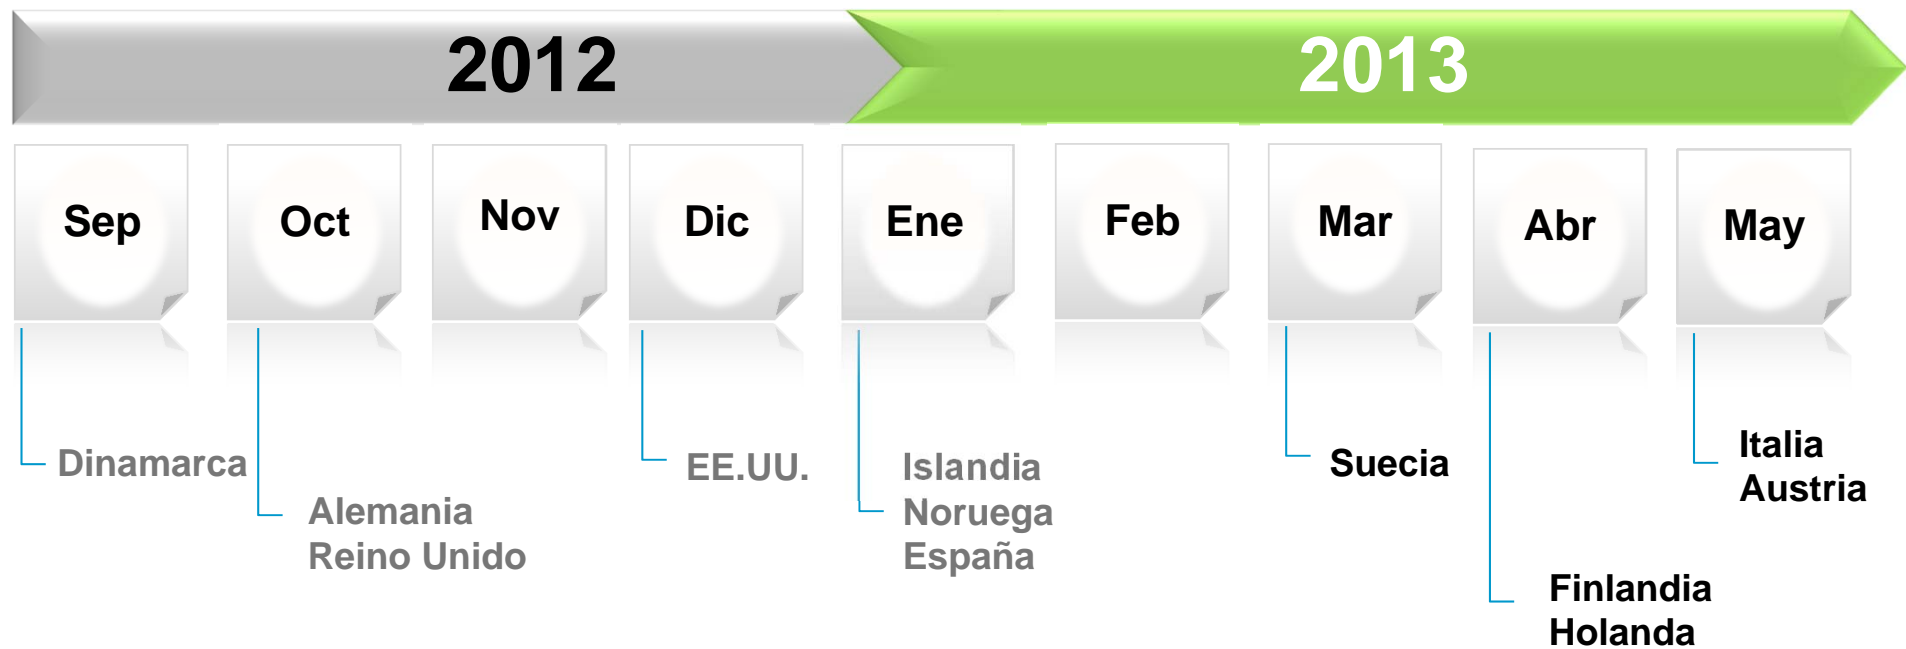 2012
2013
Sep
Oct
Nov
Dic
Ene
Feb
Mar
Abr
May
Dinamarca
Alemania
Reino Unido
EE.UU.
Islandia
Noruega
España
Suecia
Finlandia
Holanda
Italia
Austria